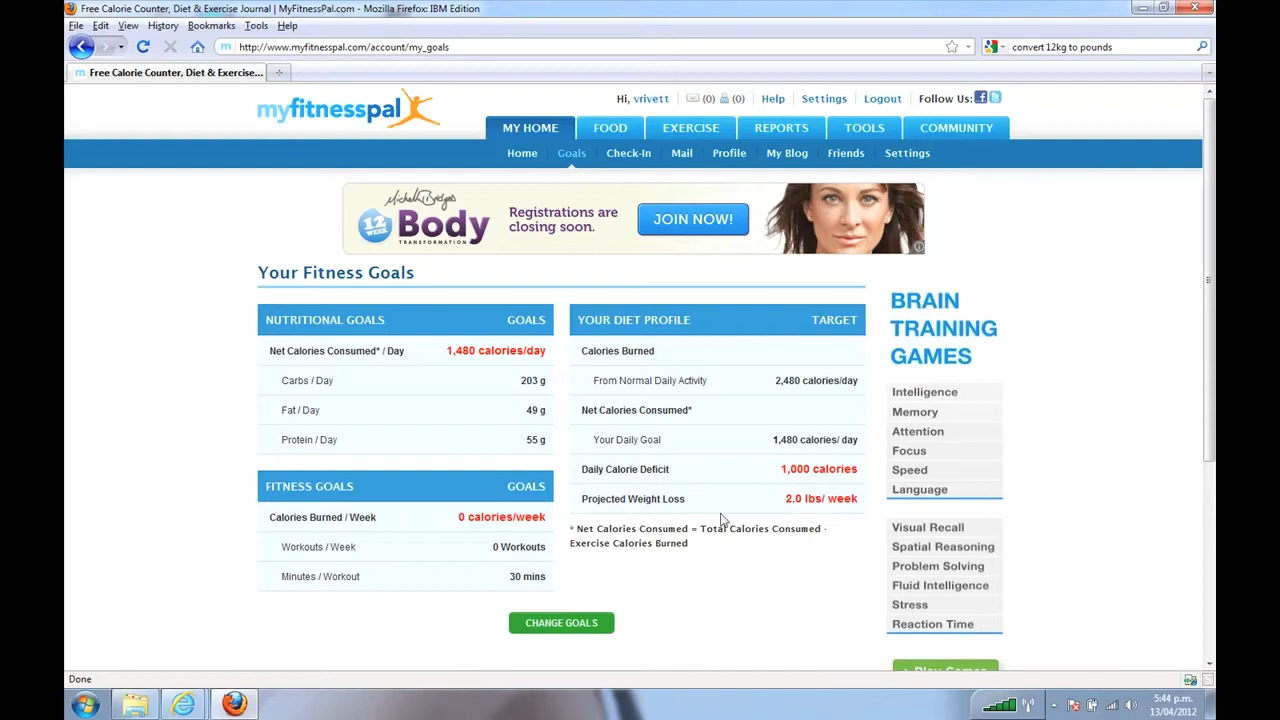 Free Calorie Counter, Diet & Exercise Journal | MyFitnessPal.com - Mozilla Firefox: IBM Edition
File Edit View History Bookmarks Tools Help
http://www.myfitnesspal.com/account/my_goals
convert 12kg to pounds
Free Calorie Counter, Diet & Exercise...
myfitnesspal
Hi, vrivett (0) (0) Help Settings Logout Follow Us:
MY HOME FOOD EXERCISE REPORTS TOOLS COMMUNITY
Home Goals Check-In Mail Profile My Blog Friends Settings
Michelle Bridges
12 WEEK Body TRANSFORMATION
Registrations are
closing soon.
JOIN NOW!
Your Fitness Goals
NUTRITIONAL GOALS GOALS
Net Calories Consumed* / Day 1,480 calories/day
Carbs / Day 203 g
Fat / Day 49 g
Protein / Day 55 g
FITNESS GOALS GOALS
Calories Burned / Week 0 calories/week
Workouts / Week 0 Workouts
Minutes / Workout 30 mins
YOUR DIET PROFILE TARGET
Calories Burned
From Normal Daily Activity 2,480 calories/day
Net Calories Consumed*
Your Daily Goal 1,480 calories/ day
Daily Calorie Deficit 1,000 calories
Projected Weight Loss 2.0 lbs/ week
* Net Calories Consumed = Total Calories Consumed -
Exercise Calories Burned
CHANGE GOALS
BRAIN
TRAINING
GAMES
Intelligence
Memory
Attention
Focus
Speed
Language
Visual Recall
Spatial Reasoning
Problem Solving
Fluid Intelligence
Stress
Reaction Time
Play Games
Done
5:44 p.m.
13/04/2012